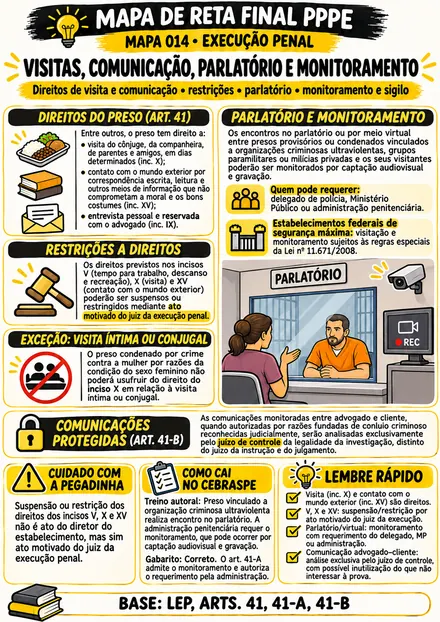 MAPA DE RETA FINAL PPPE
MAPA 014 • EXECUÇÃO PENAL
VISITAS, COMUNICAÇÃO, PARLATÓRIO E MONITORAMENTO
Direitos de visita e comunicação • restrições • parlatório • monitoramento e sigilo
DIREITOS DO PRESO (ART. 41)
Entre outros, o preso tem direito a:
• visita do cônjuge, da companheira,
de parentes e amigos, em dias
determinados (inc. X);
• contato com o mundo exterior por
correspondência escrita, leitura e
outros meios de informação que não
comprometam a moral e os bons
costumes (inc. XV);
• entrevista pessoal e reservada
com o advogado (inc. IX).
RESTRIÇÕES A DIREITOS
Os direitos previstos nos incisos
V (tempo para trabalho, descanso
e recreação), X (visita) e XV
(contato com o mundo exterior)
poderão ser suspensos ou
restringidos mediante ato
motivado do juiz da execução penal.
EXCEÇÃO: VISITA ÍNTIMA OU CONJUGAL
O preso condenado por crime
contra a mulher por razões da
condição do sexo feminino não
poderá usufruir do direito do
inciso X em relação à visita
íntima ou conjugal.
PARLATÓRIO E MONITORAMENTO
Os encontros no parlatório ou por meio virtual
entre presos provisórios ou condenados vinculados
a organizações criminosas ultraviolentas, grupos
paramilitares ou milícias privadas e os seus visitantes
poderão ser monitorados por captação audiovisual
e gravação.
Quem pode requerer:
delegado de polícia, Ministério
Público ou administração penitenciária.
Estabelecimentos federais de
segurança máxima: visitação e
monitoramento sujeitos às regras especiais
da Lei nº 11.671/2008.
PARLATÓRIO
REC
COMUNICAÇÕES
PROTEGIDAS (ART. 41-B)
As comunicações monitoradas entre advogado e cliente,
quando autorizadas por razões fundadas de conluio criminoso
reconhecidas judicialmente, serão analisadas exclusivamente
pelo juízo de controle da legalidade da investigação, distinto
do juízo da instrução e do julgamento.
CUIDADO COM
A PEGADINHA
Suspensão ou restrição dos
direitos dos incisos V, X e XV
não é ato do diretor do
estabelecimento, mas sim
ato motivado do juiz da
execução penal.
COMO CAI
NO CEBRASPE
Treino autoral: Preso vinculado a
organização criminosa ultraviolenta
realiza encontro no parlatório. A
administração penitenciária requer o
monitoramento, que pode ocorrer por
captação audiovisual e gravação.
Gabarito: Correto. O art. 41-A
admite o monitoramento e autoriza
o requerimento pela administração.
LEMBRE RÁPIDO
Visita (inc. X) e contato com o
mundo exterior (inc. XV) são direitos.
V, X e XV: suspensão/restrição por
ato motivado do juiz da execução.
Parlatório/virtual: monitoramento
com requerimento do delegado, MP
ou administração.
Comunicação advogado-cliente:
análise exclusiva pelo juízo de controle,
com possível inutilização do que não
interessar à prova.
BASE: LEP, ARTS. 41, 41-A, 41-B